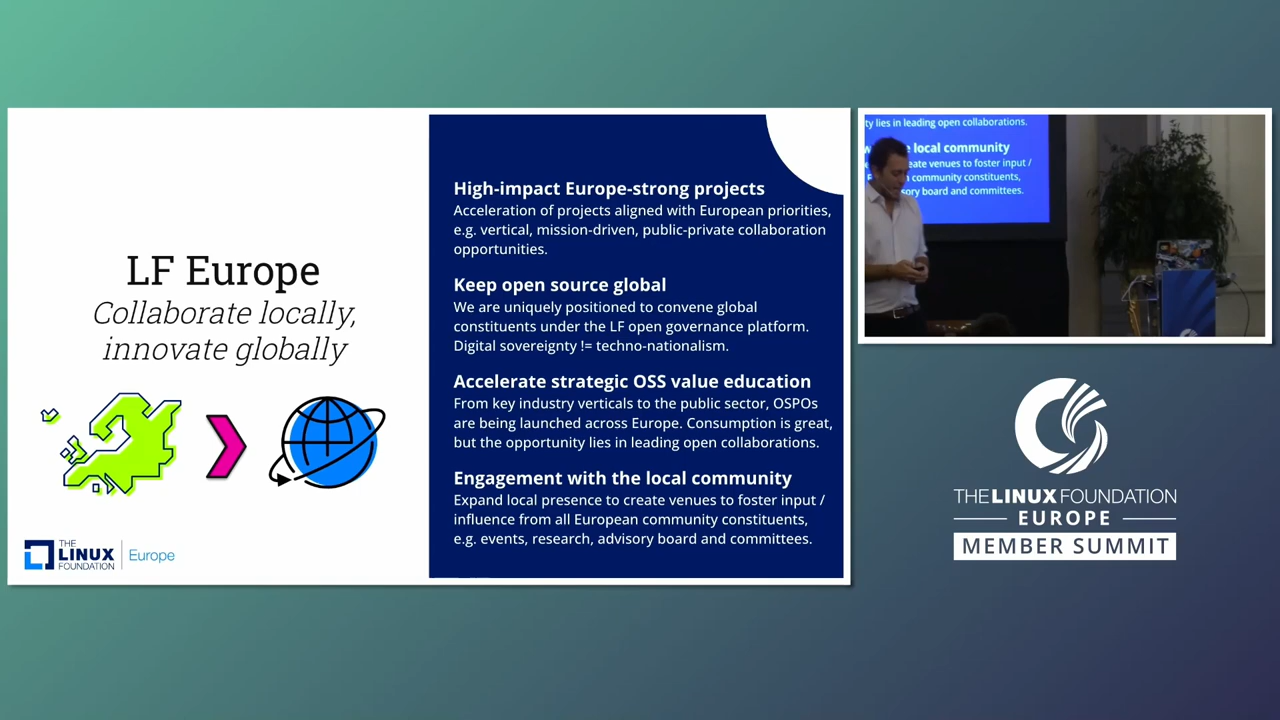 LF Europe
Collaborate locally,
innovate globally
THE
LINUX
FOUNDATION
Europe
High-impact Europe-strong projects
Acceleration of projects aligned with European priorities,
e.g. vertical, mission-driven, public-private collaboration
opportunities.
Keep open source global
We are uniquely positioned to convene global
constituents under the LF open governance platform.
Digital sovereignty != techno-nationalism.
Accelerate strategic OSS value education
From key industry verticals to the public sector, OSPOs
are being launched across Europe. Consumption is great,
but the opportunity lies in leading open collaborations.
Engagement with the local community
Expand local presence to create venues to foster input /
influence from all European community constituents,
e.g. events, research, advisory board and committees.
ty lies in leading open collaborations.
e local community
ce to create venues to foster input /
community constituents,
sory board and committees.
THE LINUX FOUNDATION
EUROPE
MEMBER SUMMIT